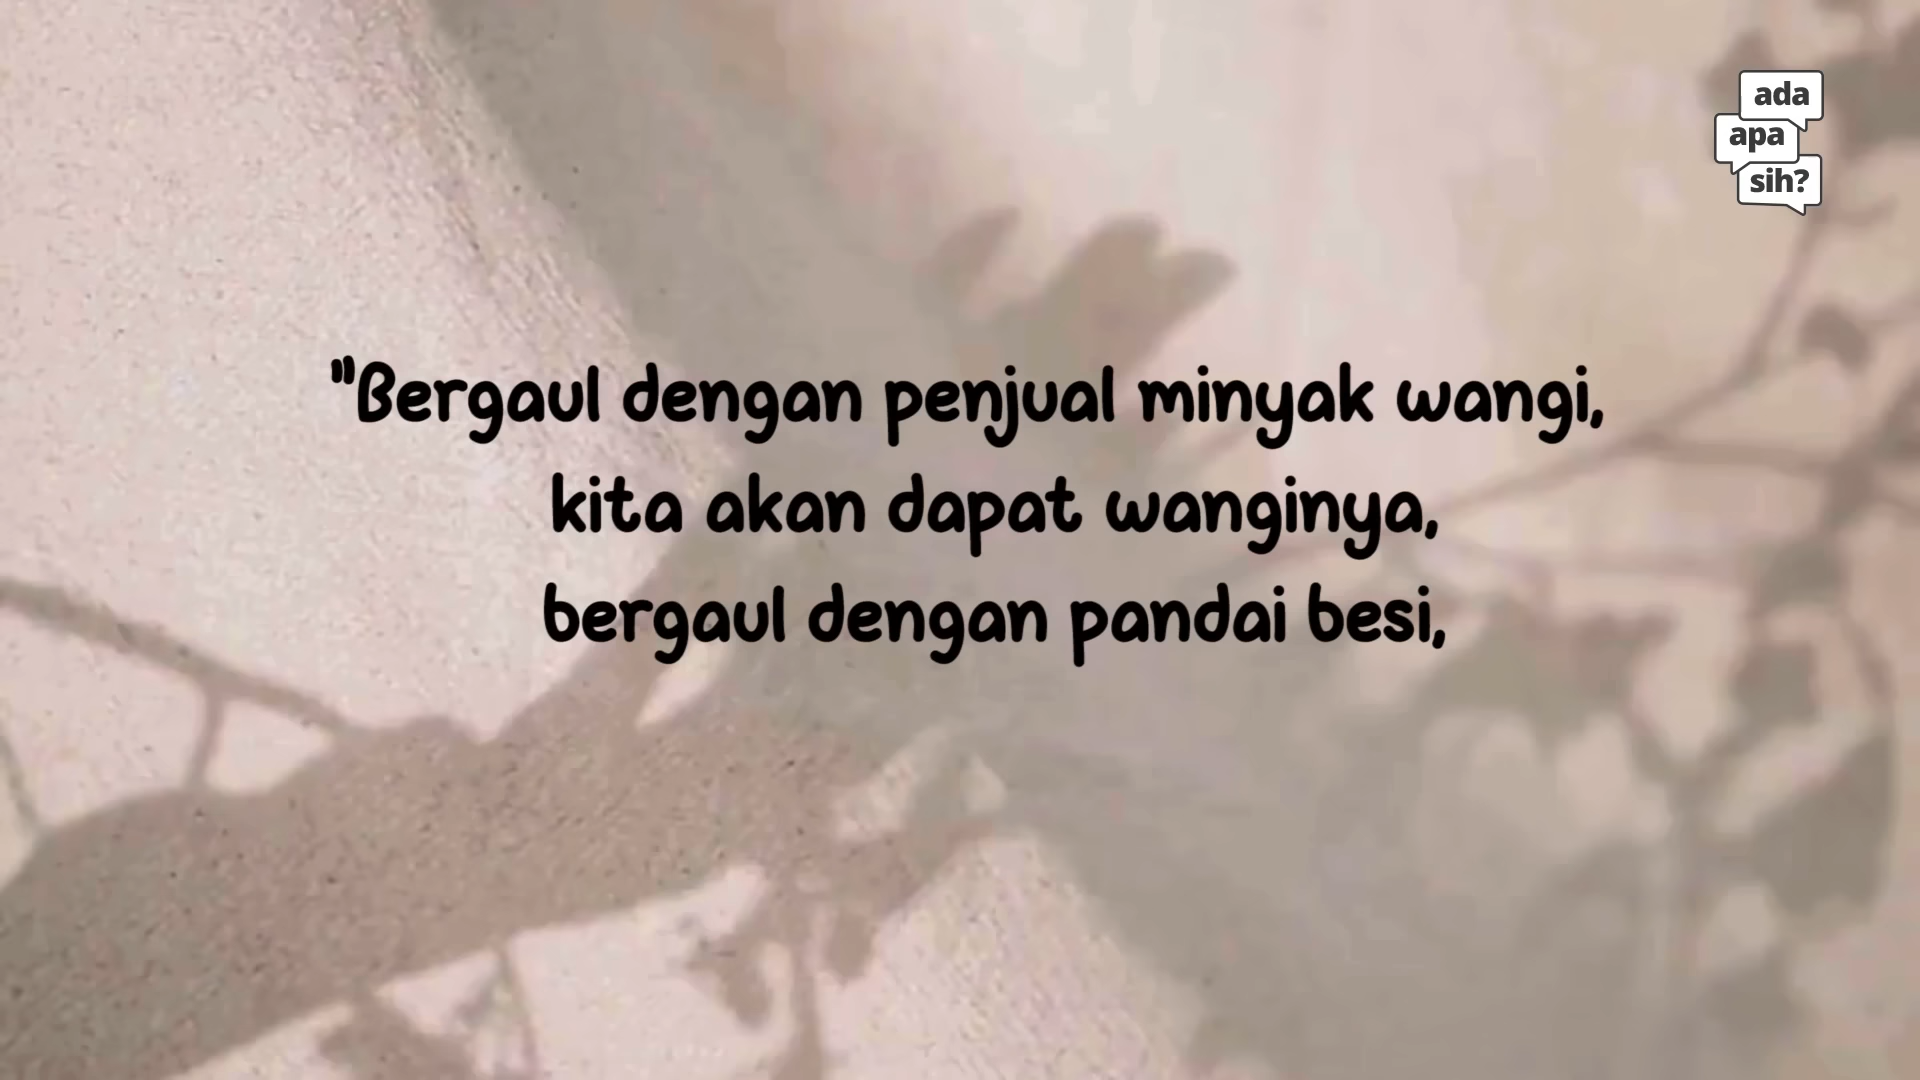 ada
apa
sih?
"Bergaul dengan penjual minyak wangi,
kita akan dapat wanginya,
bergaul dengan pandai besi,